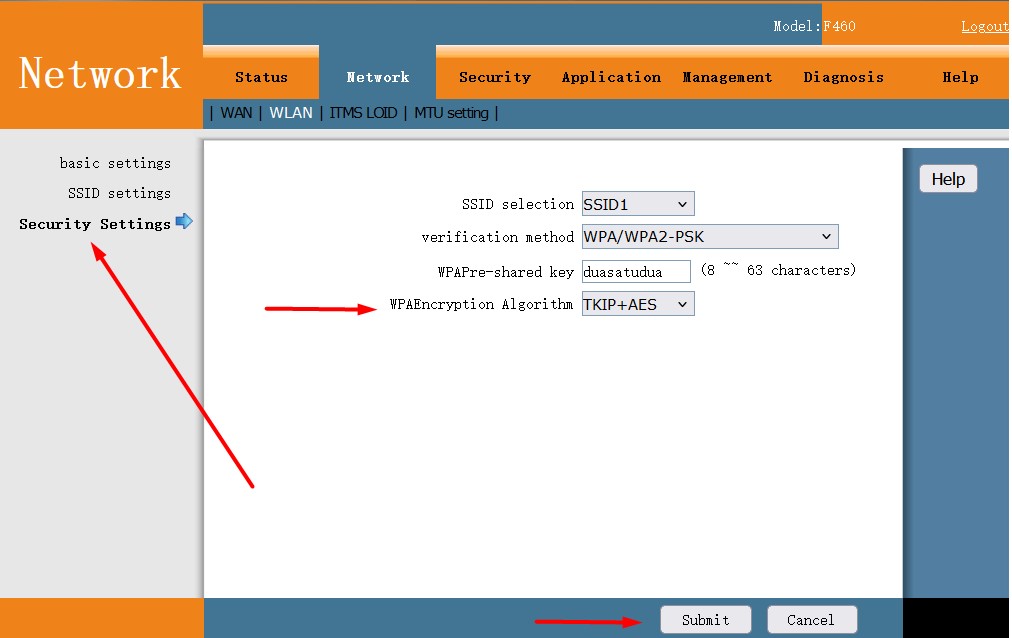 Model:F460 Logout
Network
Status Network Security Application Management Diagnosis Help
| WAN | WLAN | ITMS LOID | MTU setting |
basic settings
SSID settings
Security Settings
Help
SSID selection SSID1
verification method WPA/WPA2-PSK
WPAPre-shared key duasatudua (8 ~~ 63 characters)
WPAEncryption Algorithm TKIP+AES
Submit Cancel